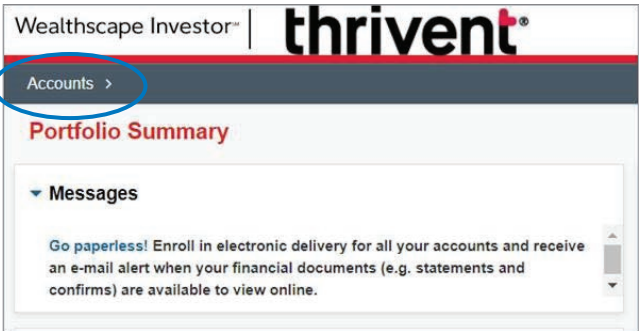 Wealthscape Investor℠ | thrivent®
Accounts >
Portfolio Summary
Messages
Go paperless! Enroll in electronic delivery for all your accounts and receive
an e-mail alert when your financial documents (e.g. statements and
confirms) are available to view online.